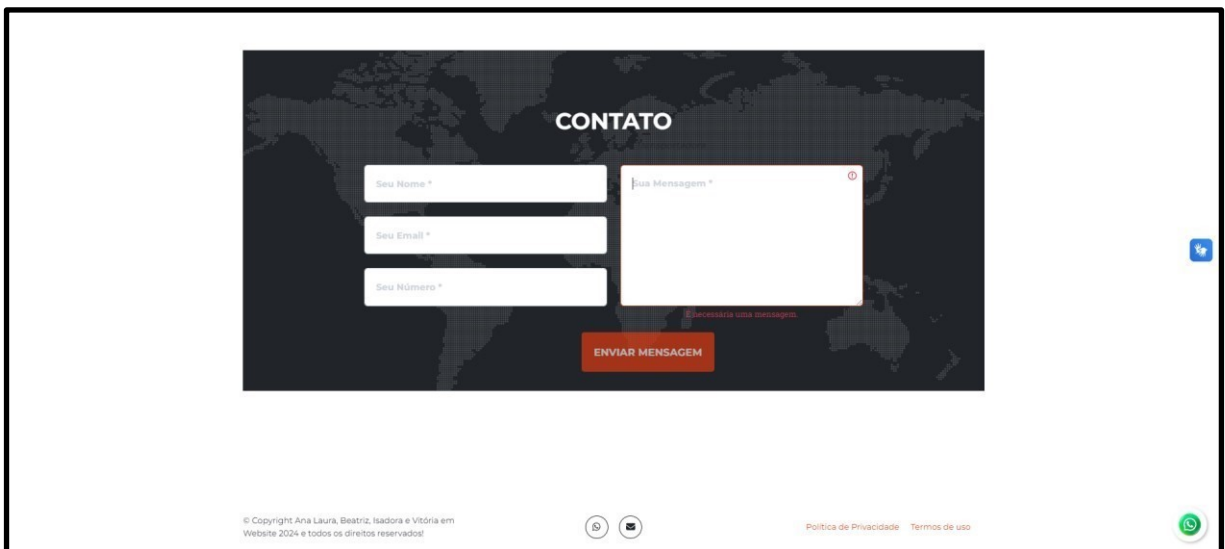 CONTATO
Seu Nome *
Seu Email *
Seu Número *
Sua Mensagem *
É necessária uma mensagem.
ENVIAR MENSAGEM
© Copyright Ana Laura, Beatriz, Isadora e Vitória em
Website 2024 e todos os direitos reservados!
Política de Privacidade Termos de uso